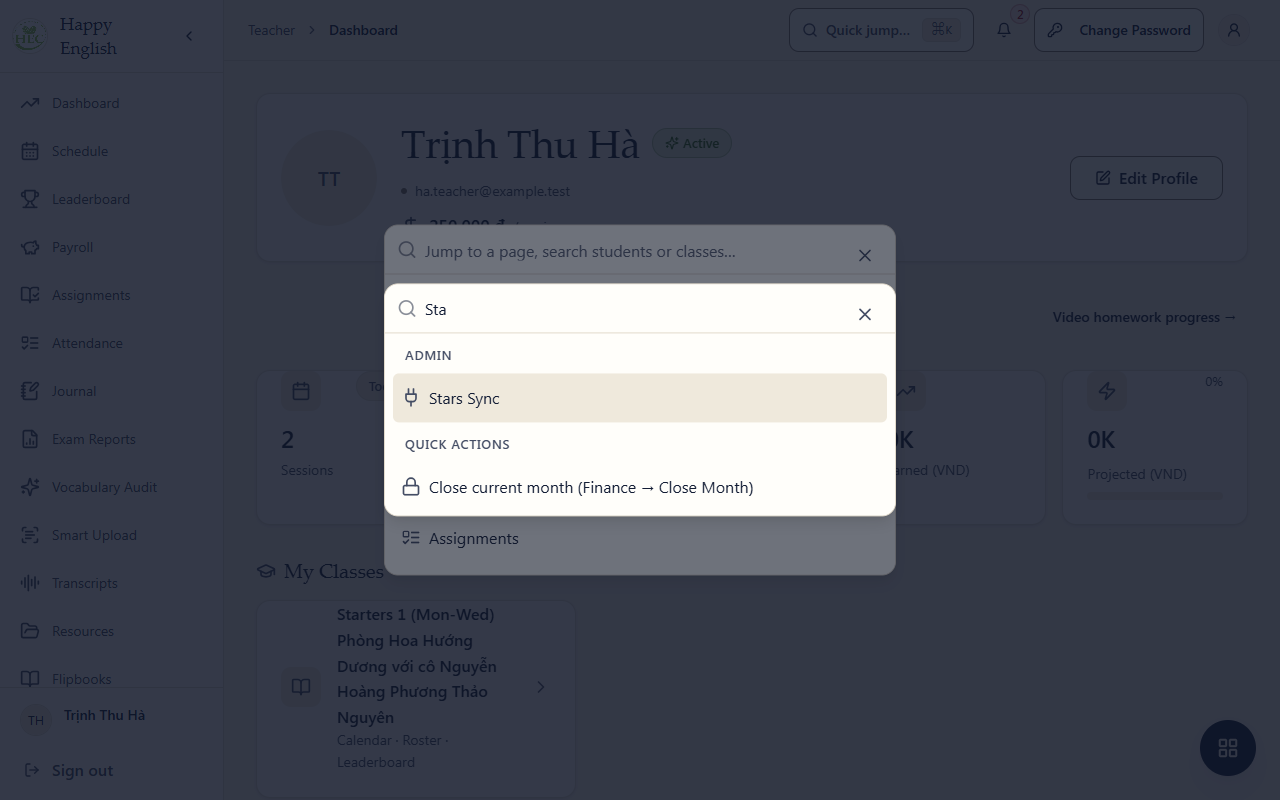 Happy
English
Dashboard
Schedule
Leaderboard
Payroll
Assignments
Attendance
Journal
Exam Reports
Vocabulary Audit
Smart Upload
Transcripts
Resources
Flipbooks
TH
Trịnh Thu Hà
Sign out
Teacher > Dashboard
Quick jump... ⌘K
2
Change Password
TT
Trịnh Thu Hà
Active
• ha.teacher@example.test
Edit Profile
Jump to a page, search students or classes...
Sta
ADMIN
Stars Sync
QUICK ACTIONS
Close current month (Finance → Close Month)
Assignments
Video homework progress →
2
Sessions
0%
0K
Projected (VND)
My Classes
Starters 1 (Mon-Wed)
Phòng Hoa Hướng
Dương với cô Nguyễn
Hoàng Phương Thảo
Nguyên
Calendar · Roster ·
Leaderboard